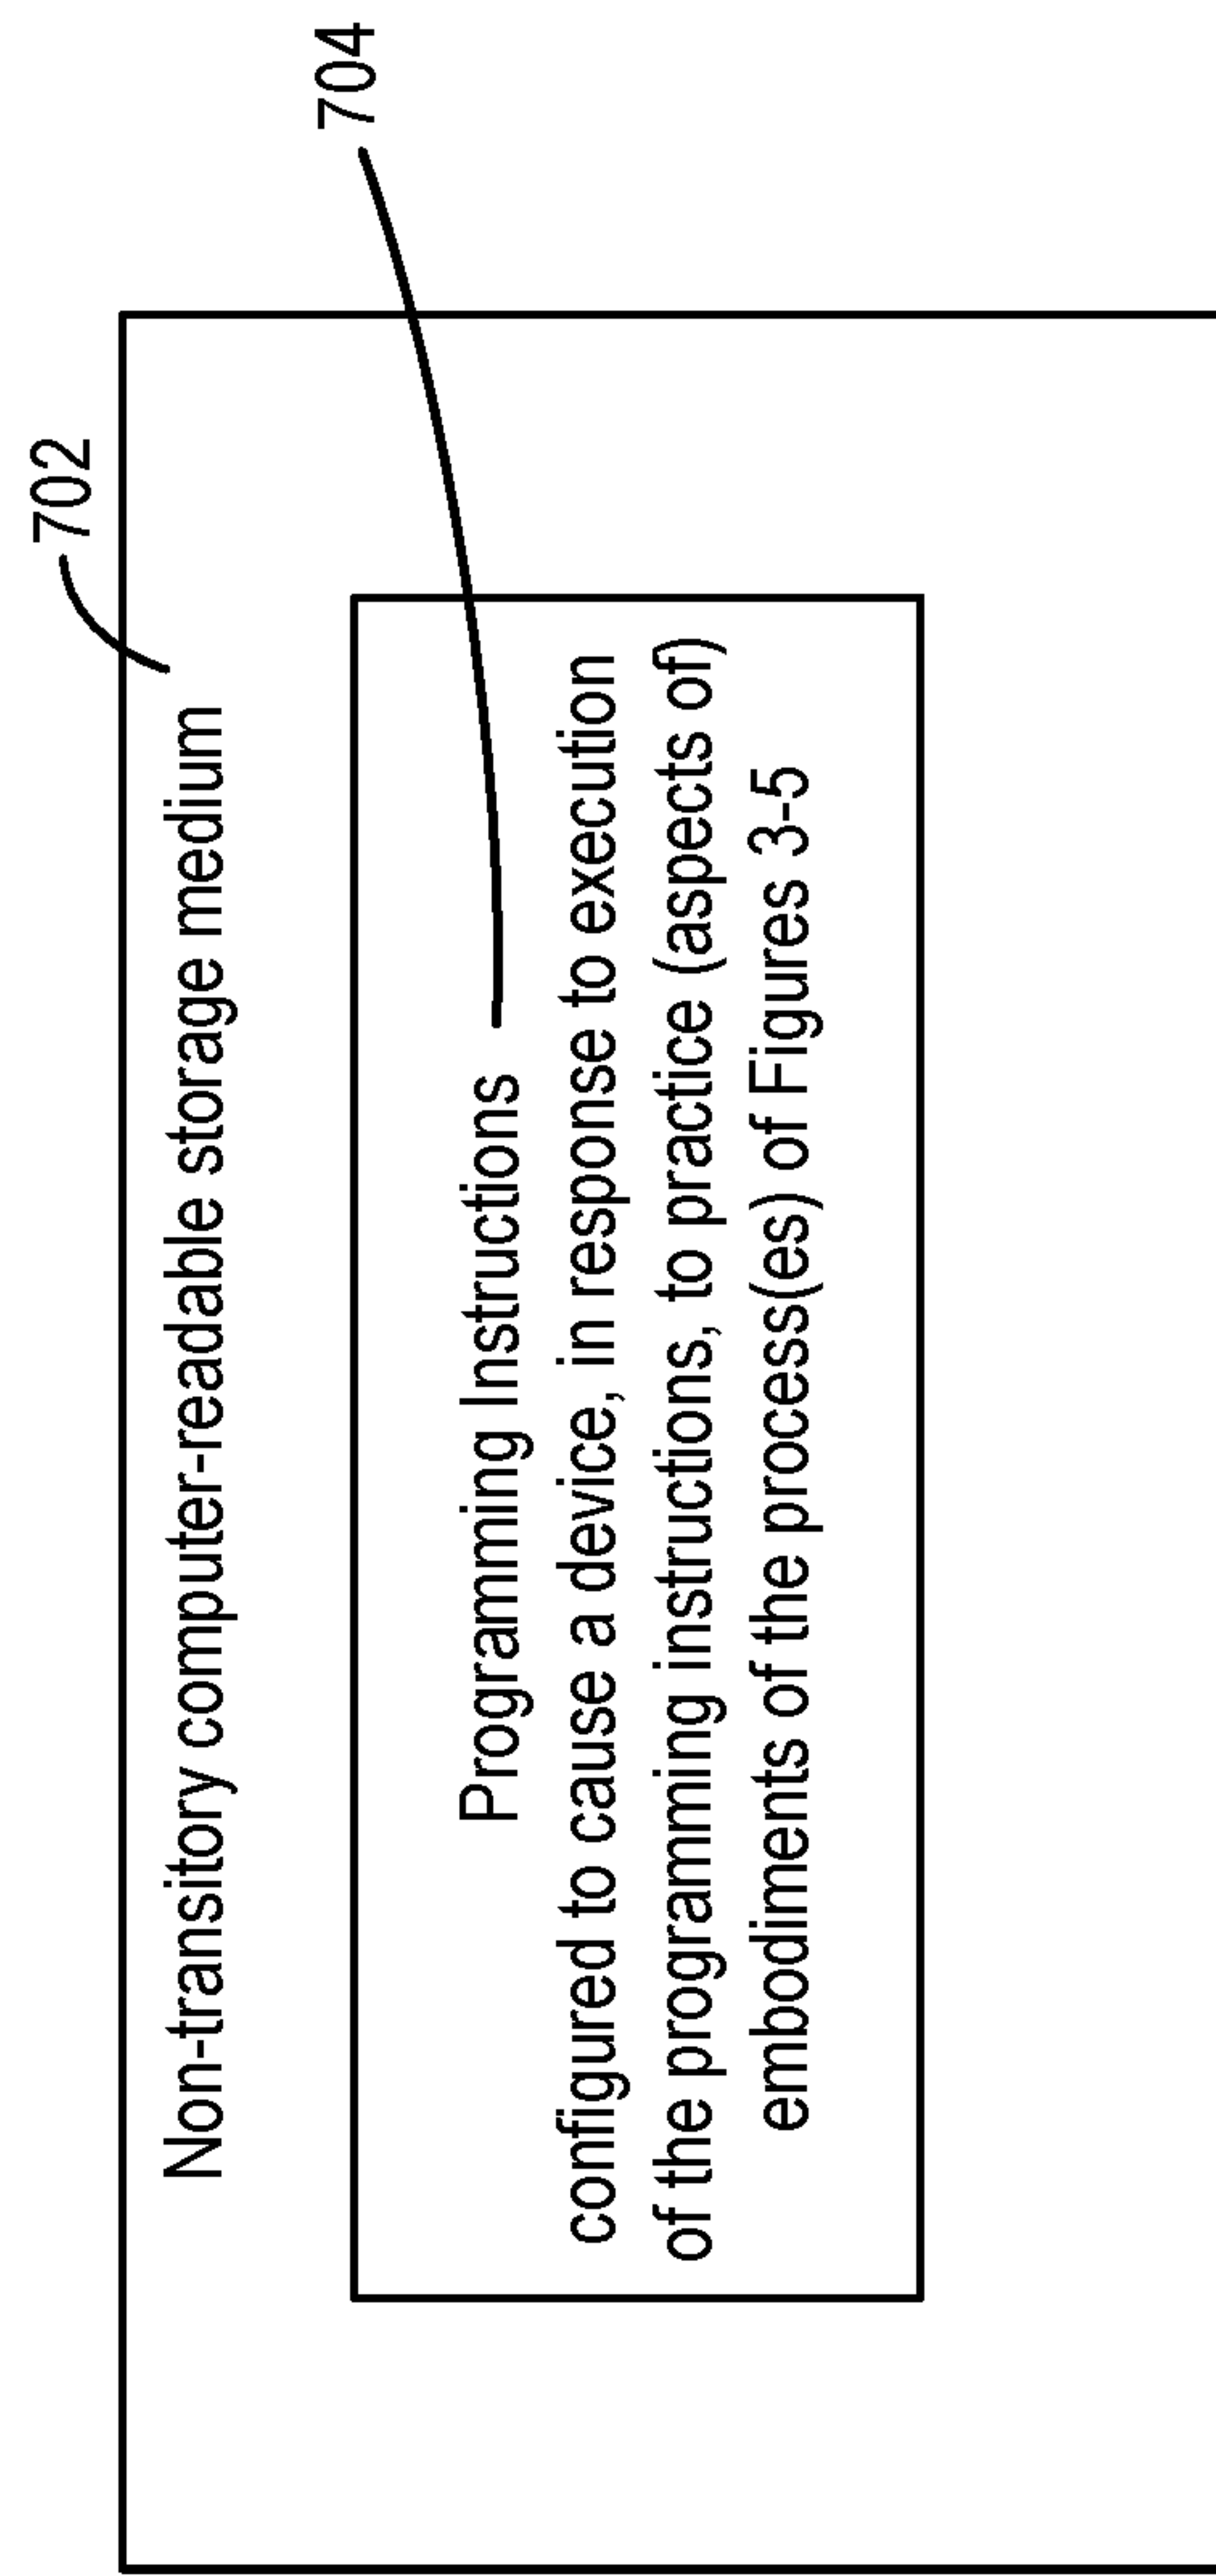 702
Non-transitory computer-readable storage medium
704
Programming Instructions
configured to cause a device, in response to execution
of the programming instructions, to practice (aspects of)
embodiments of the process(es) of Figures 3-5